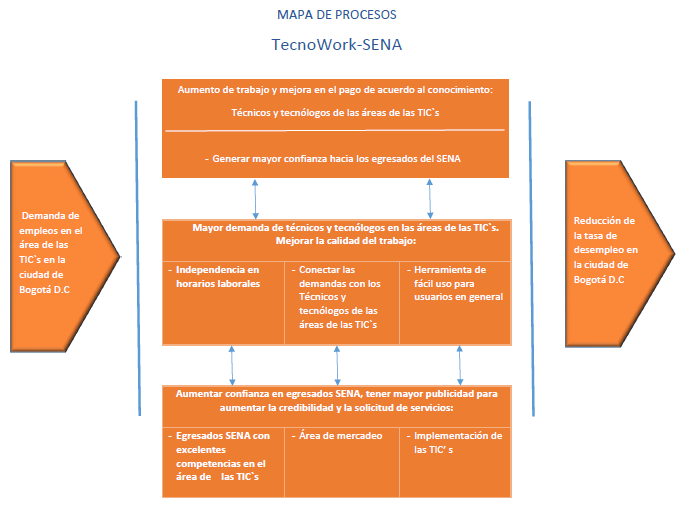 MAPA DE PROCESOS
TecnoWork-SENA
Demanda de
empleos en el
área de las
TIC`s en la
ciudad de
Bogotá D.C
Aumento de trabajo y mejora en el pago de acuerdo al conocimiento:
Técnicos y tecnólogos de las áreas de las TIC`s
- Generar mayor confianza hacia los egresados del SENA
Mayor demanda de técnicos y tecnólogos en las áreas de las TIC`s.
Mejorar la calidad del trabajo:
- Independencia en
horarios laborales
- Conectar las
demandas con los
Técnicos y
tecnólogos de las
áreas de las TIC`s
- Herramienta de
fácil uso para
usuarios en general
Aumentar confianza en egresados SENA, tener mayor publicidad para
aumentar la credibilidad y la solicitud de servicios:
- Egresados SENA con
excelentes
competencias en el
área de las TIC`s
- Área de mercadeo
- Implementación de
las TIC' s
Reducción de
la tasa de
desempleo en
la ciudad de
Bogotá D.C